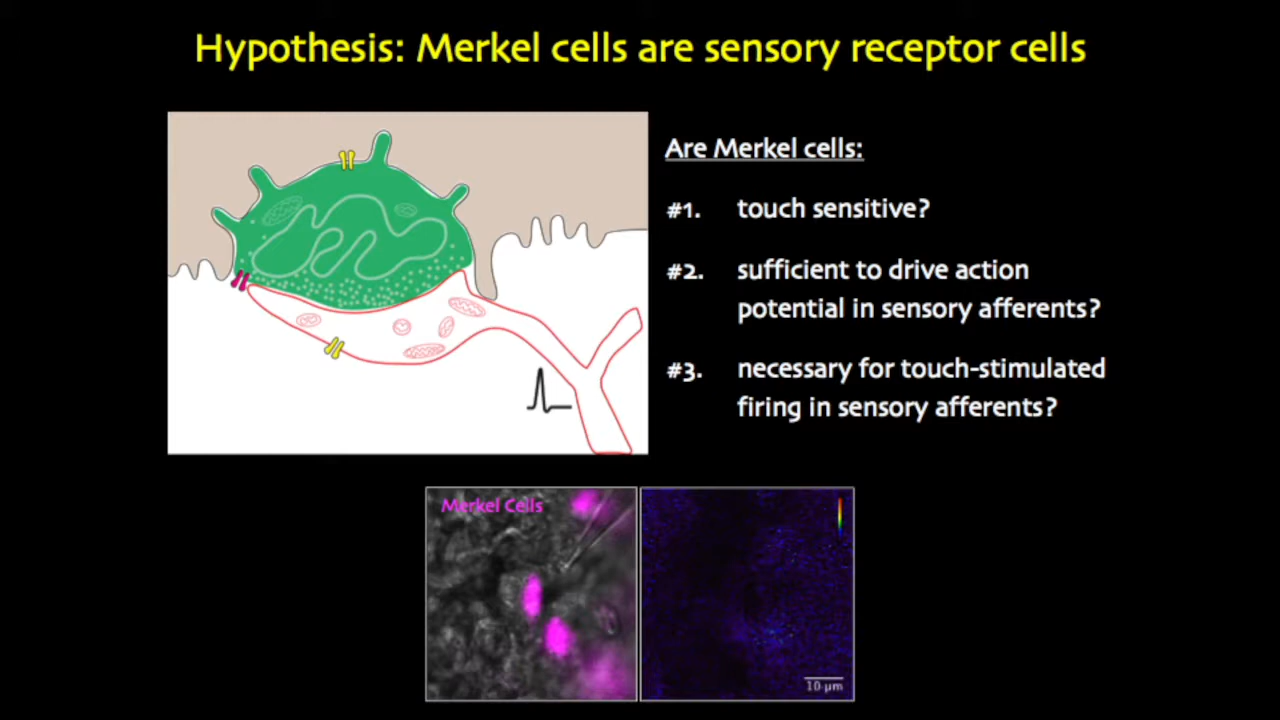 Hypothesis: Merkel cells are sensory receptor cells
Are Merkel cells:
#1. touch sensitive?
#2. sufficient to drive action
potential in sensory afferents?
#3. necessary for touch-stimulated
firing in sensory afferents?
Merkel Cells
10 µm